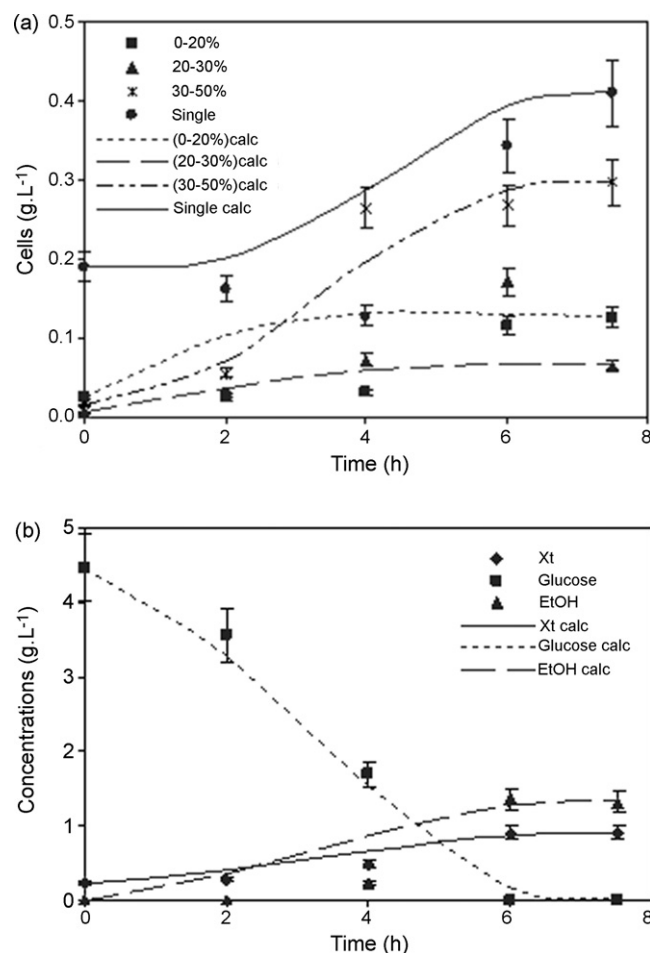 (a)
0.5
0.4
0.3
0.2
0.1
0.0
Cells (g.L-1)
0-20%
20-30%
30-50%
Single
(0-20%)calc
(20-30%)calc
(30-50%)calc
Single calc
0 2 4 6 8
Time (h)
(b)
5
4
3
2
1
0
Concentrations (g.L-1)
Xt
Glucose
EtOH
Xt calc
Glucose calc
EtOH calc
0 2 4 6 8
Time (h)